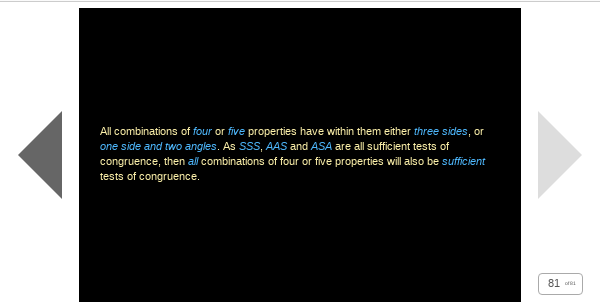 All combinations of four or five properties have within them either three sides, or
one side and two angles. As SSS, AAS and ASA are all sufficient tests of
congruence, then all combinations of four or five properties will also be sufficient
tests of congruence.
81 of 81